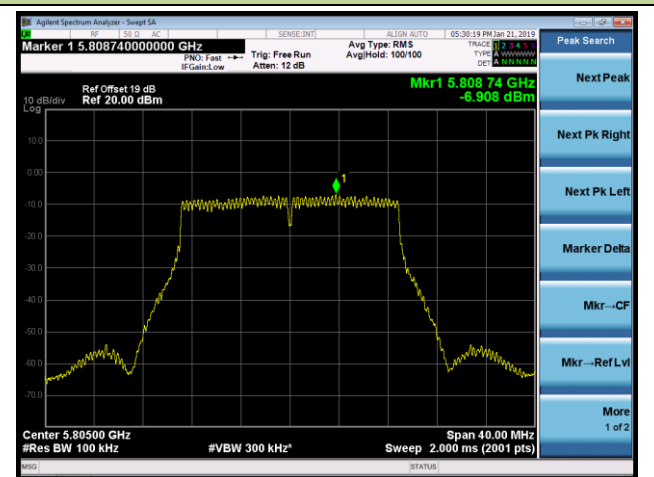 Agilent Spectrum Analyzer - Swept SA
RF 50 Ω AC SENSE:INT ALIGN AUTO 05:30:19 PM Jan 21, 2019
Marker 1 5.808740000000 GHz
PNO: Fast
IFGain:Low
Trig: Free Run
Atten: 12 dB
Avg Type: RMS
Avg|Hold: 100/100
TRACE 1 2 3 4 5 6
TYPE A WWWWW
DET A NNNNN
Peak Search
Ref Offset 19 dB
10 dB/div Ref 20.00 dBm
Log
Mkr1 5.808 74 GHz
-6.908 dBm
10.0
0.00
-10.0
-20.0
-30.0
-40.0
-50.0
-60.0
-70.0
1
Center 5.80500 GHz
Span 40.00 MHz
#Res BW 100 kHz
#VBW 300 kHz*
Sweep 2.000 ms (2001 pts)
MSG
STATUS
Next Peak
Next Pk Right
Next Pk Left
Marker Delta
Mkr→CF
Mkr→Ref Lvl
More
1 of 2